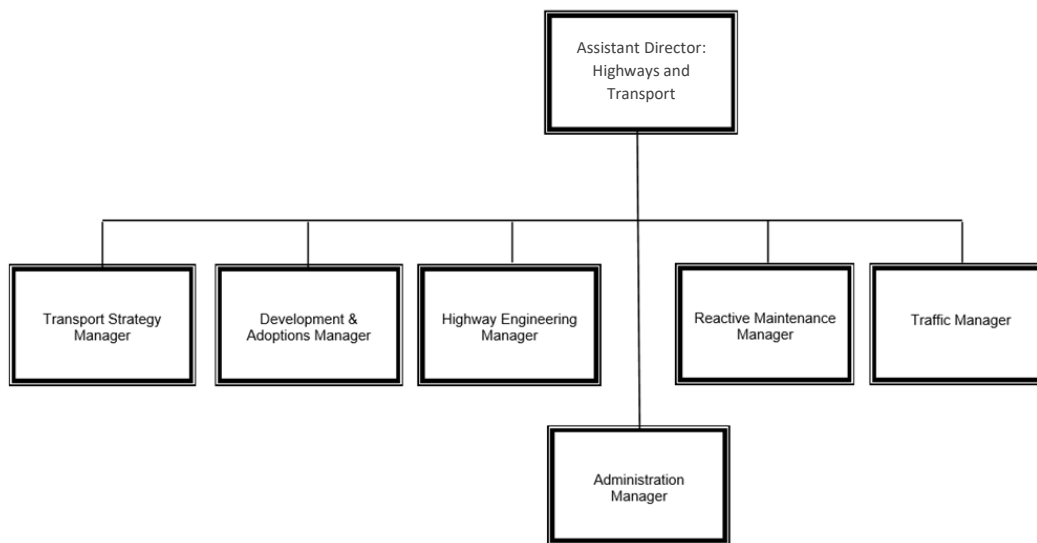 Assistant Director:
Highways and
Transport
Transport Strategy
Manager
Development &
Adoptions Manager
Highway Engineering
Manager
Reactive Maintenance
Manager
Traffic Manager
Administration
Manager